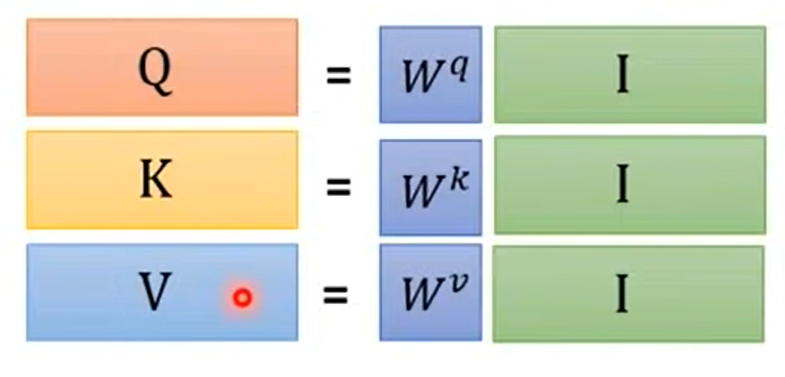 Q = W^q I
K = W^k I
V = W^v I